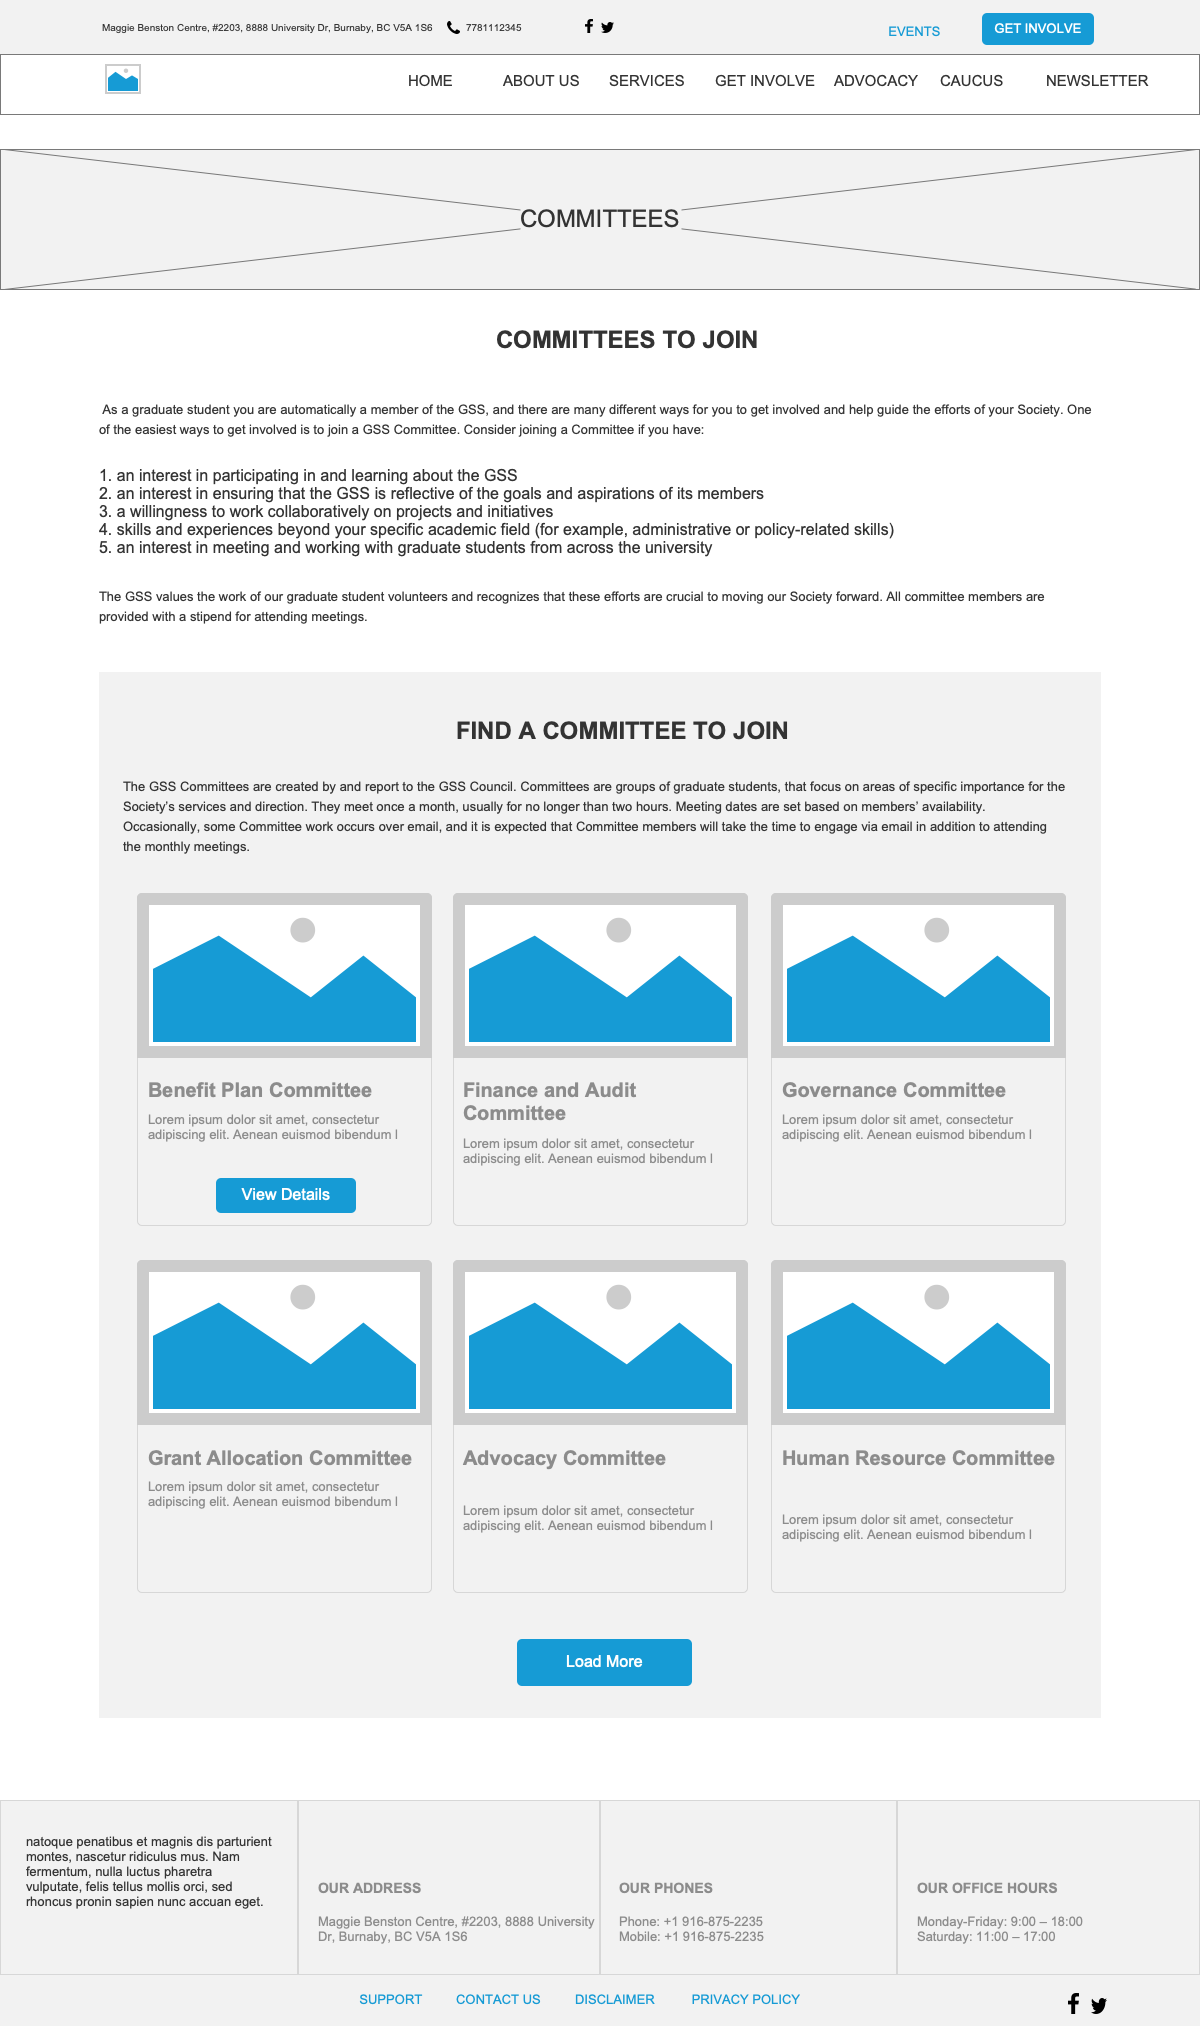 Maggie Benston Centre, #2203, 8888 University Dr, Burnaby, BC V5A 1S6
7781112345
EVENTS
GET INVOLVE
HOME
ABOUT US
SERVICES
GET INVOLVE
ADVOCACY
CAUCUS
NEWSLETTER
COMMITTEES
COMMITTEES TO JOIN
As a graduate student you are automatically a member of the GSS, and there are many different ways for you to get involved and help guide the efforts of your Society. One
of the easiest ways to get involved is to join a GSS Committee. Consider joining a Committee if you have:
1. an interest in participating in and learning about the GSS
2. an interest in ensuring that the GSS is reflective of the goals and aspirations of its members
3. a willingness to work collaboratively on projects and initiatives
4. skills and experiences beyond your specific academic field (for example, administrative or policy-related skills)
5. an interest in meeting and working with graduate students from across the university
The GSS values the work of our graduate student volunteers and recognizes that these efforts are crucial to moving our Society forward. All committee members are
provided with a stipend for attending meetings.
FIND A COMMITTEE TO JOIN
The GSS Committees are created by and report to the GSS Council. Committees are groups of graduate students, that focus on areas of specific importance for the
Society's services and direction. They meet once a month, usually for no longer than two hours. Meeting dates are set based on members' availability.
Occasionally, some Committee work occurs over email, and it is expected that Committee members will take the time to engage via email in addition to attending
the monthly meetings.
Benefit Plan Committee
Lorem ipsum dolor sit amet, consectetur
adipiscing elit. Aenean euismod bibendum l
View Details
Finance and Audit
Committee
Lorem ipsum dolor sit amet, consectetur
adipiscing elit. Aenean euismod bibendum l
Governance Committee
Lorem ipsum dolor sit amet, consectetur
adipiscing elit. Aenean euismod bibendum l
Grant Allocation Committee
Lorem ipsum dolor sit amet, consectetur
adipiscing elit. Aenean euismod bibendum l
Advocacy Committee
Lorem ipsum dolor sit amet, consectetur
adipiscing elit. Aenean euismod bibendum l
Human Resource Committee
Lorem ipsum dolor sit amet, consectetur
adipiscing elit. Aenean euismod bibendum l
Load More
natoque penatibus et magnis dis parturient
montes, nascetur ridiculus mus. Nam
fermentum, nulla luctus pharetra
vulputate, felis tellus mollis orci, sed
rhoncus pronin sapien nunc accuan eget.
OUR ADDRESS
Maggie Benston Centre, #2203, 8888 University
Dr, Burnaby, BC V5A 1S6
OUR PHONES
Phone: +1 916-875-2235
Mobile: +1 916-875-2235
OUR OFFICE HOURS
Monday-Friday: 9:00 – 18:00
Saturday: 11:00 – 17:00
SUPPORT
CONTACT US
DISCLAIMER
PRIVACY POLICY